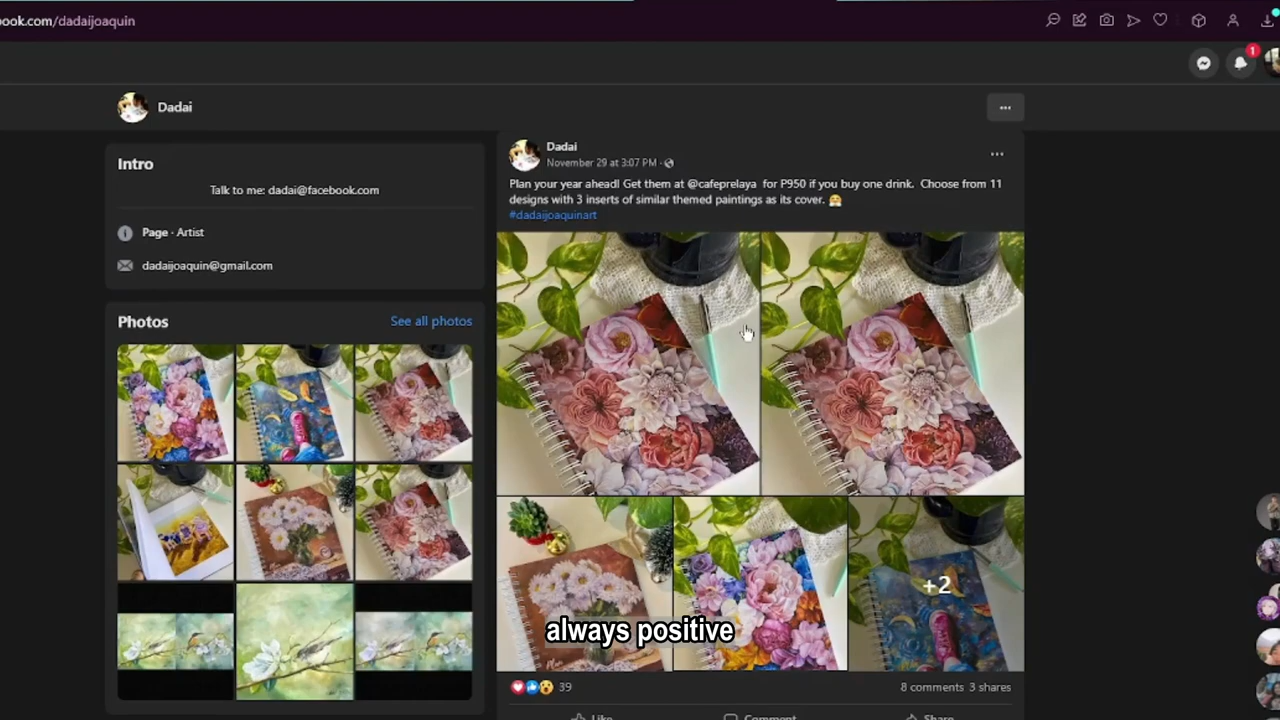 ook.com/dadaijoaquin
1
Dadai
Intro
Talk to me: dadai@facebook.com
Page · Artist
dadaijoaquin@gmail.com
Photos
See all photos
Dadai
November 29 at 3:07 PM ·
Plan your year ahead! Get them at @cafeprelaya for P950 if you buy one drink. Choose from 11
designs with 3 inserts of similar themed paintings as its cover.
#dadaijoaquinart
+2
always positive
39
8 comments 3 shares
Like
Comment
Share